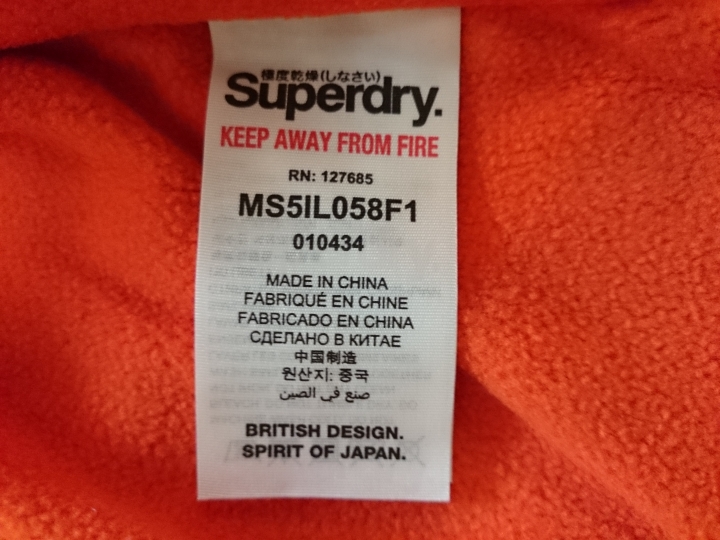 極度乾燥(しなさい)
Superdry.
KEEP AWAY FROM FIRE
RN: 127685
MS5IL058F1
010434
MADE IN CHINA
FABRIQUÉ EN CHINE
FABRICADO EN CHINA
СДЕЛАНО В КИТАЕ
中国制造
원산지: 중국
صنع في الصين
BRITISH DESIGN.
SPIRIT OF JAPAN.